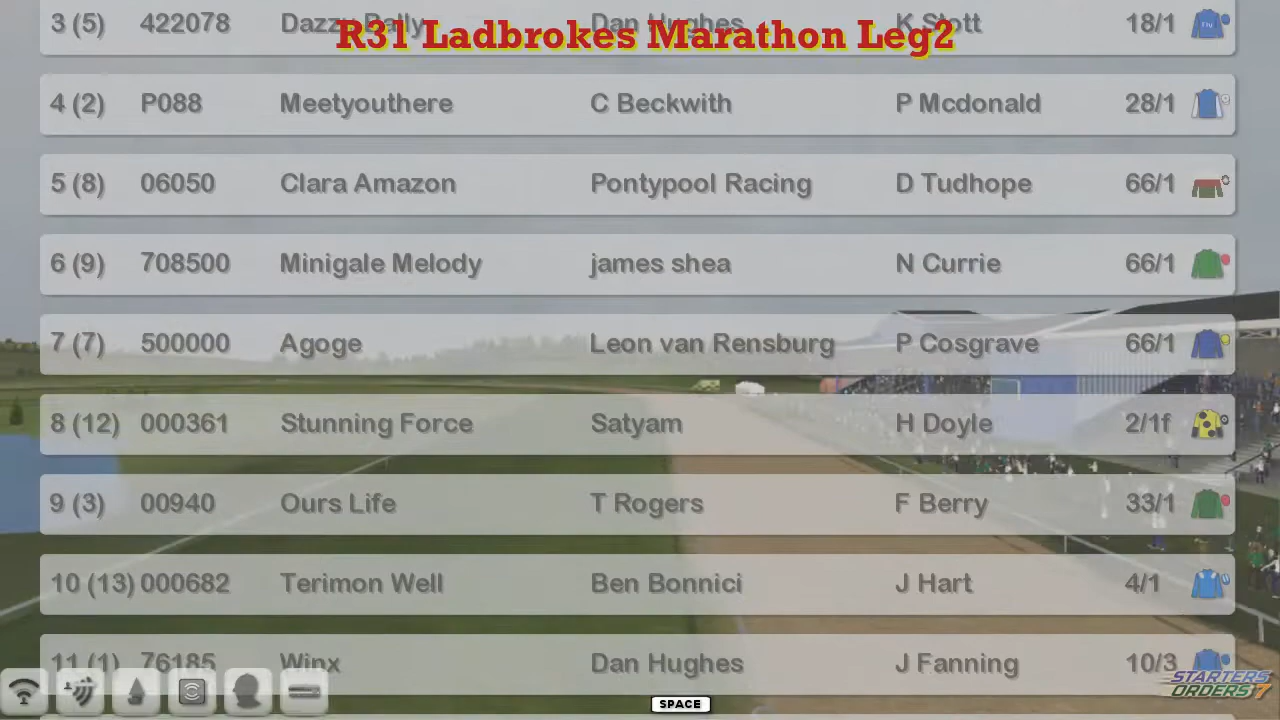 R31 Ladbrokes Marathon Leg2
3 (5) 422078 Dazzy Bally Dan Hughes K Stott 18/1
4 (2) P088 Meetyouthere C Beckwith P Mcdonald 28/1
5 (8) 06050 Clara Amazon Pontypool Racing D Tudhope 66/1
6 (9) 708500 Minigale Melody james shea N Currie 66/1
7 (7) 500000 Agoge Leon van Rensburg P Cosgrave 66/1
8 (12) 000361 Stunning Force Satyam H Doyle 2/1f
9 (3) 00940 Ours Life T Rogers F Berry 33/1
10 (13) 000682 Terimon Well Ben Bonnici J Hart 4/1
11 (1) 76185 Winx Dan Hughes J Fanning 10/3
STARTERS
ORDERS 7
SPACE